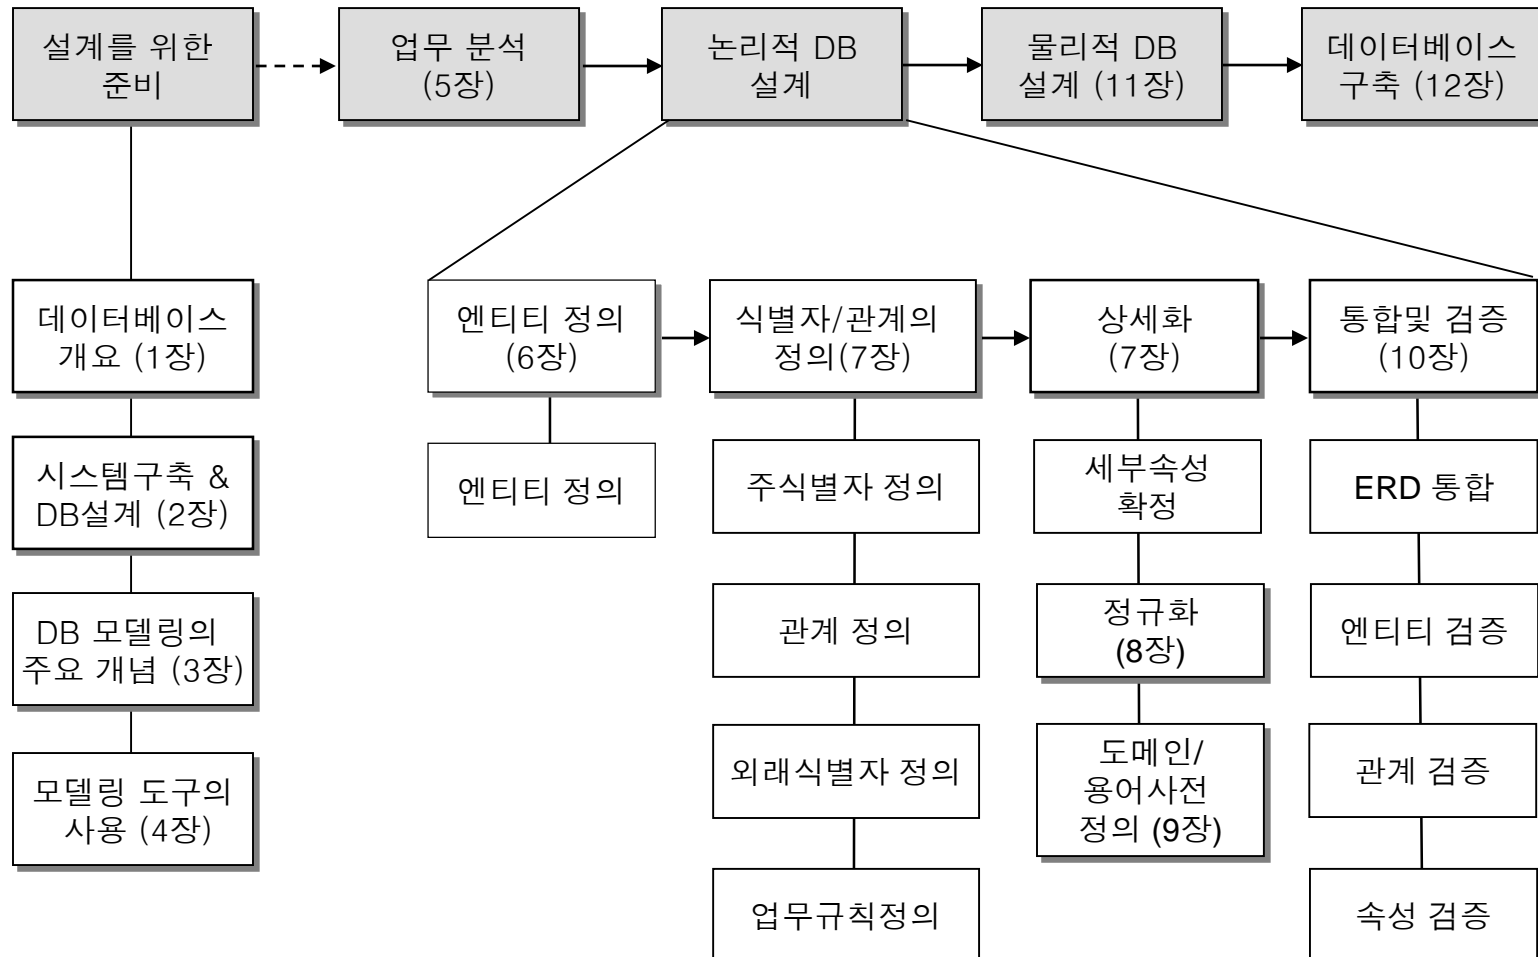 설계를 위한
준비
업무 분석
(5장)
논리적 DB
설계
물리적 DB
설계 (11장)
데이터베이스
구축 (12장)
데이터베이스
개요 (1장)
엔티티 정의
(6장)
식별자/관계의
정의(7장)
상세화
(7장)
통합및 검증
(10장)
시스템구축 &
DB설계 (2장)
엔티티 정의
주식별자 정의
세부속성
확정
ERD 통합
DB 모델링의
주요 개념 (3장)
관계 정의
정규화
(8장)
엔티티 검증
모델링 도구의
사용 (4장)
외래식별자 정의
도메인/
용어사전
정의 (9장)
관계 검증
업무규칙정의
속성 검증